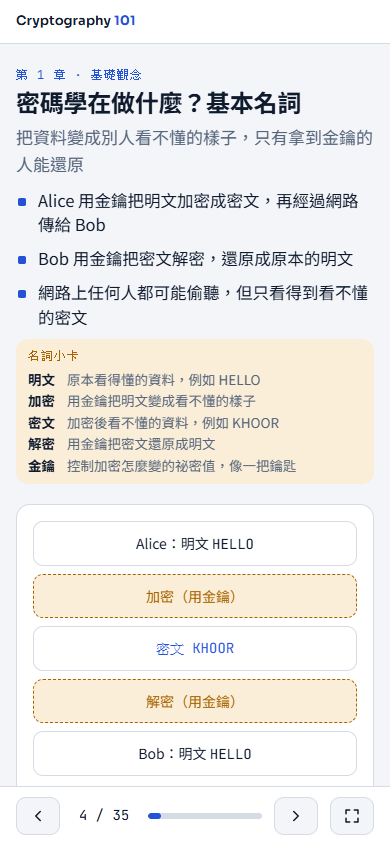 Cryptography 101
第 1 章 · 基礎觀念
密碼學在做什麼？基本名詞
把資料變成別人看不懂的樣子，只有拿到金鑰的
人能還原
Alice 用金鑰把明文加密成密文，再經過網路
傳給 Bob
Bob 用金鑰把密文解密，還原成原本的明文
網路上任何人都可能偷聽，但只看得到看不懂
的密文
名詞小卡
明文 原本看得懂的資料，例如 HELLO
加密 用金鑰把明文變成看不懂的樣子
密文 加密後看不懂的資料，例如 KHOOR
解密 用金鑰把密文還原成明文
金鑰 控制加密怎麼變的祕密值，像一把鑰匙
Alice：明文 HELLO
加密（用金鑰）
密文 KHOOR
解密（用金鑰）
Bob：明文 HELLO
4 / 35